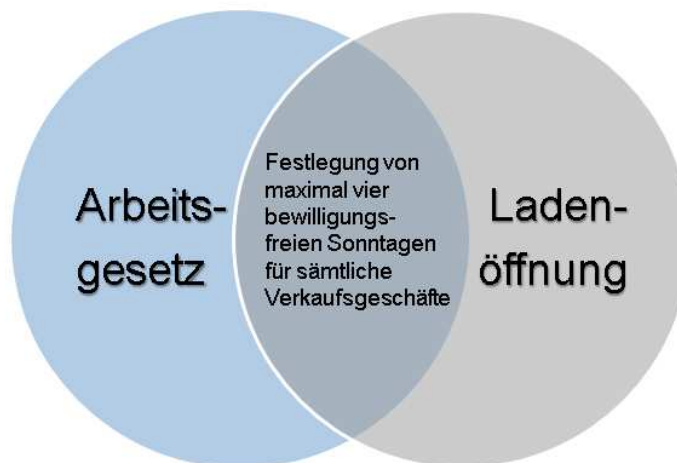 Arbeits-
gesetz
Festlegung von
maximal vier
bewilligungs-
freien Sonntagen
für sämtliche
Verkaufsgeschäfte
Laden-
öffnung